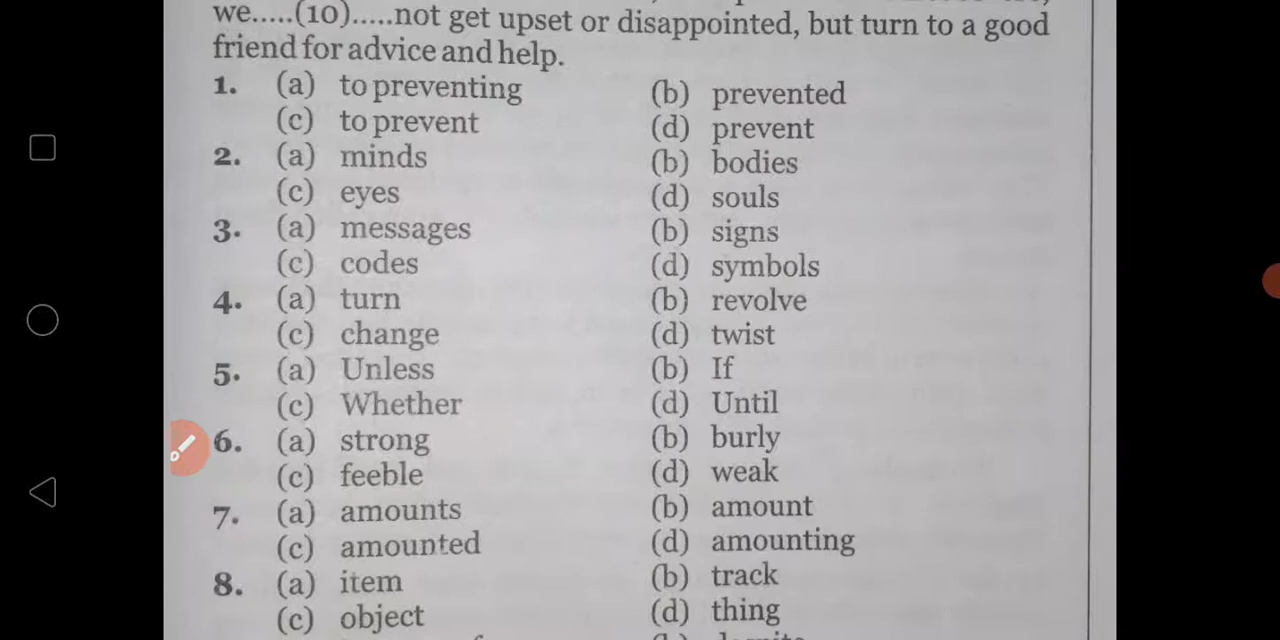 we.....(10).....not get upset or disappointed, but turn to a good
friend for advice and help.
1. (a) to preventing (b) prevented
(c) to prevent (d) prevent
2. (a) minds (b) bodies
(c) eyes (d) souls
3. (a) messages (b) signs
(c) codes (d) symbols
4. (a) turn (b) revolve
(c) change (d) twist
5. (a) Unless (b) If
(c) Whether (d) Until
6. (a) strong (b) burly
(c) feeble (d) weak
7. (a) amounts (b) amount
(c) amounted (d) amounting
8. (a) item (b) track
(c) object (d) thing